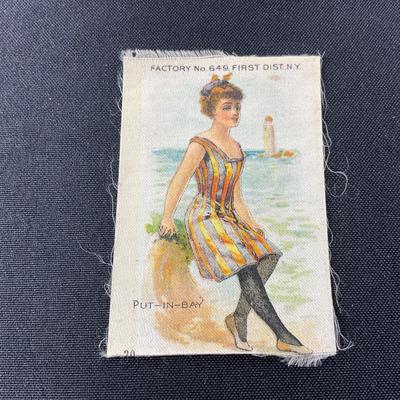 FACTORY No. 649, FIRST DIST. N.Y.
PUT-IN-BAY
20